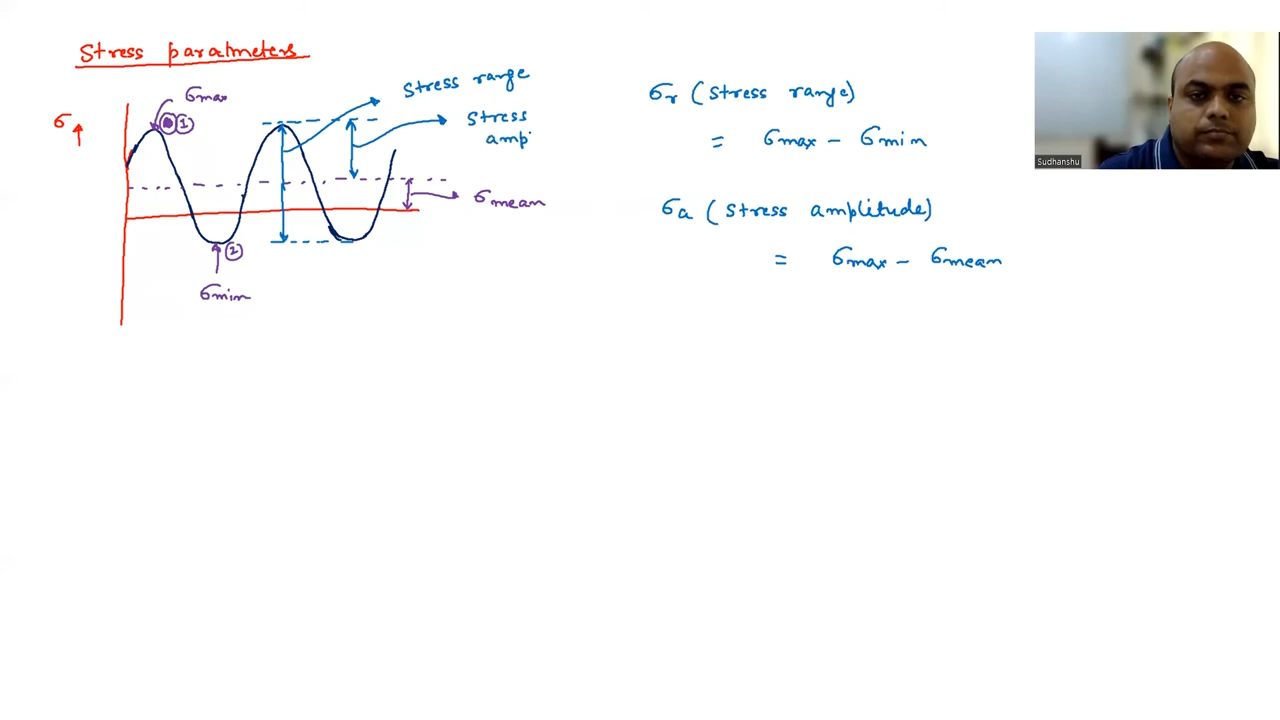 Stress parameters
σmax
σ
①
Stress range
Stress
amp
σmean
②
σmin
σr (Stress range)
= σmax – σmin
σa (Stress amplitude)
= σmax – σmean
Sudhanshu